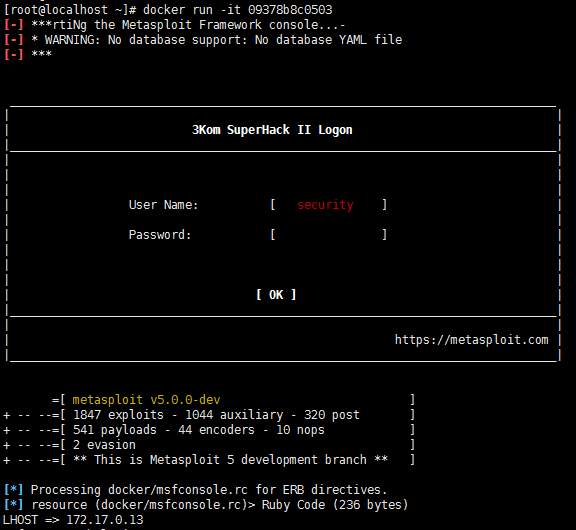 [root@localhost ~]# docker run -it 09378b8c0503
[-] ***rtiNg the Metasploit Framework console...-
[-] * WARNING: No database support: No database YAML file
[-] ***
3Kom SuperHack II Logon
User Name: [ security ]
Password: [ ]
[ OK ]
https://metasploit.com
=[ metasploit v5.0.0-dev ]
+ -- --=[ 1847 exploits - 1044 auxiliary - 320 post ]
+ -- --=[ 541 payloads - 44 encoders - 10 nops ]
+ -- --=[ 2 evasion ]
+ -- --=[ ** This is Metasploit 5 development branch ** ]
[*] Processing docker/msfconsole.rc for ERB directives.
[*] resource (docker/msfconsole.rc)> Ruby Code (236 bytes)
LHOST => 172.17.0.13